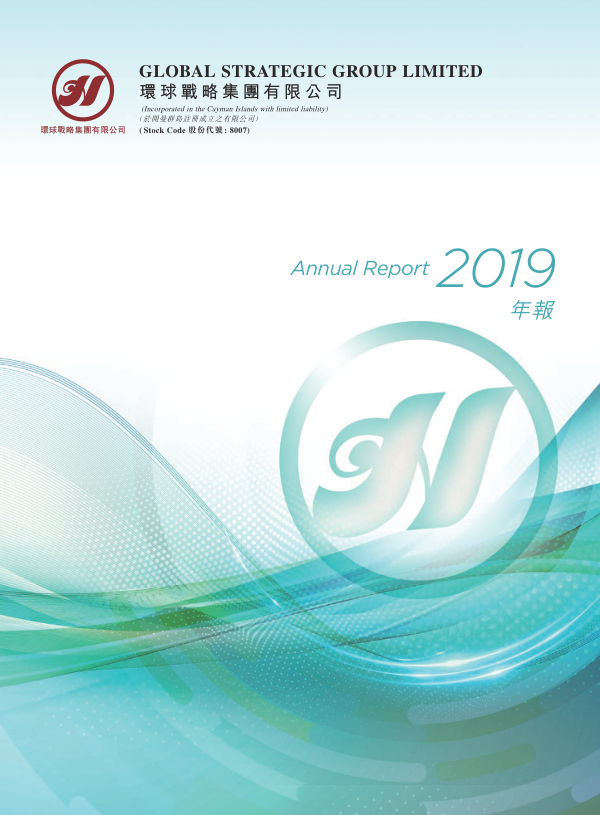 GLOBAL STRATEGIC GROUP LIMITED
環球戰略集團有限公司
(Incorporated in the Cayman Islands with limited liability)
(於開曼群島註冊成立之有限公司)
(Stock Code 股份代號: 8007)
環球戰略集團有限公司
Annual Report 2019
年報